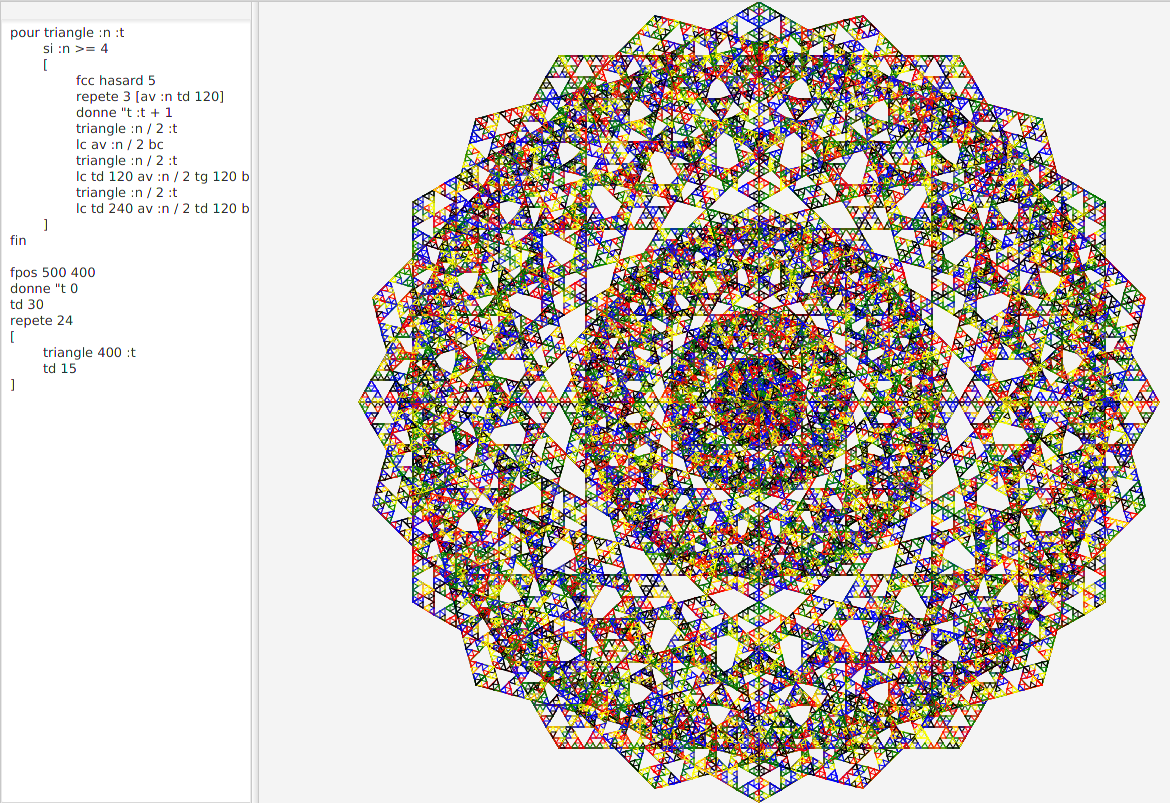 pour triangle :n :t
si :n >= 4
[
fcc hasard 5
repete 3 [av :n td 120]
donne "t :t + 1
triangle :n / 2 :t
lc av :n / 2 bc
triangle :n / 2 :t
lc td 120 av :n / 2 tg 120 b
triangle :n / 2 :t
lc td 240 av :n / 2 td 120 b
]
fin
fpos 500 400
donne "t 0
td 30
repete 24
[
triangle 400 :t
td 15
]